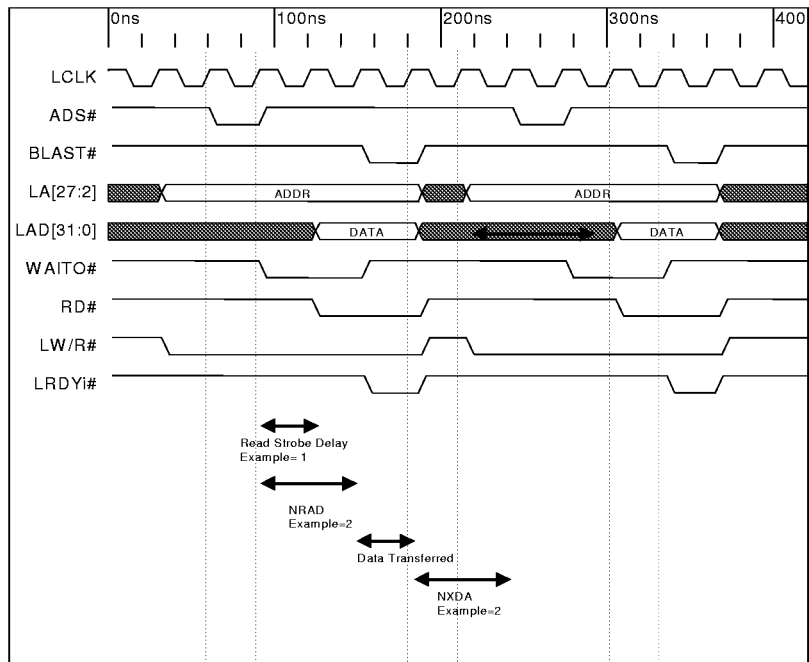 0ns 100ns 200ns 300ns 400
LCLK
ADS#
BLAST#
LA[27:2] ADDR ADDR
LAD[31:0] DATA DATA
WAITO#
RD#
LW/R#
LRDYi#
Read Strobe Delay
Example= 1
NRAD
Example=2
Data Transferred
NXDA
Example=2